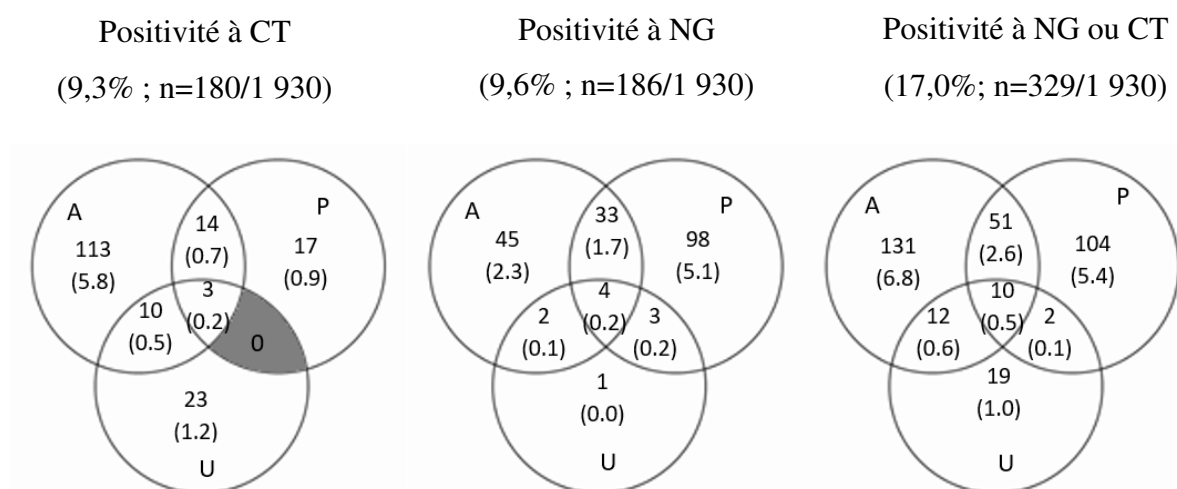 Positivité à CT
(9,3% ; n=180/1 930)
A
P
14
(0.7)
113
(5.8)
17
(0.9)
3
(0.2)
10
(0.5)
0
23
(1.2)
U
Positivité à NG
(9,6% ; n=186/1 930)
A
P
33
(1.7)
45
(2.3)
98
(5.1)
4
(0.2)
2
(0.1)
3
(0.2)
1
(0.0)
U
Positivité à NG ou CT
(17,0%; n=329/1 930)
A
P
51
(2.6)
131
(6.8)
104
(5.4)
10
(0.5)
12
(0.6)
2
(0.1)
19
(1.0)
U